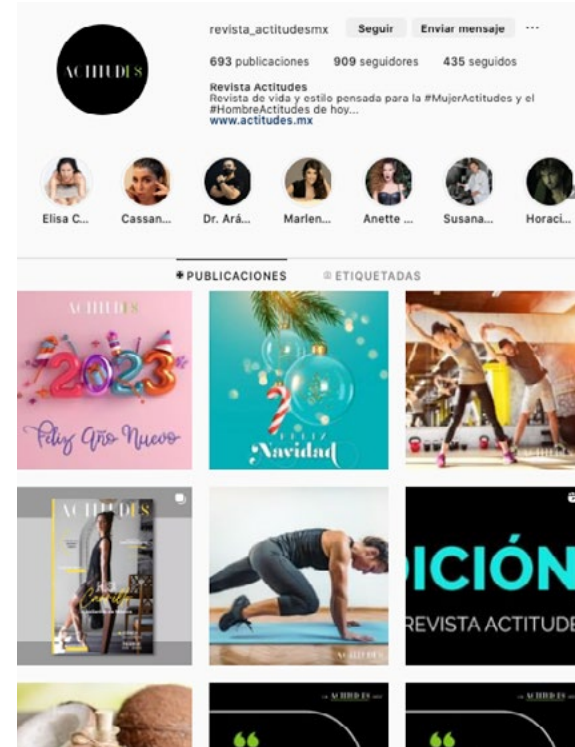 revista_actitudesmx Seguir Enviar mensaje ...
ACTITUDES
693 publicaciones 909 seguidores 435 seguidos
Revista Actitudes
Revista de vida y estilo pensada para la #MujerActitudes y el
#HombreActitudes de hoy...
www.actitudes.mx
Elisa C... Cassan... Dr. Ará... Marlen... Anette ... Susana... Horaci...
PUBLICACIONES ETIQUETADAS
ACTITUDES
2023
Feliz Año Nuevo
FELIZ
Navidad
ACTITUDES
ACTITUDES
ACTITUDES
ICIÓN
REVISTA ACTITUDE
ACTITUDES
ACTITUDES